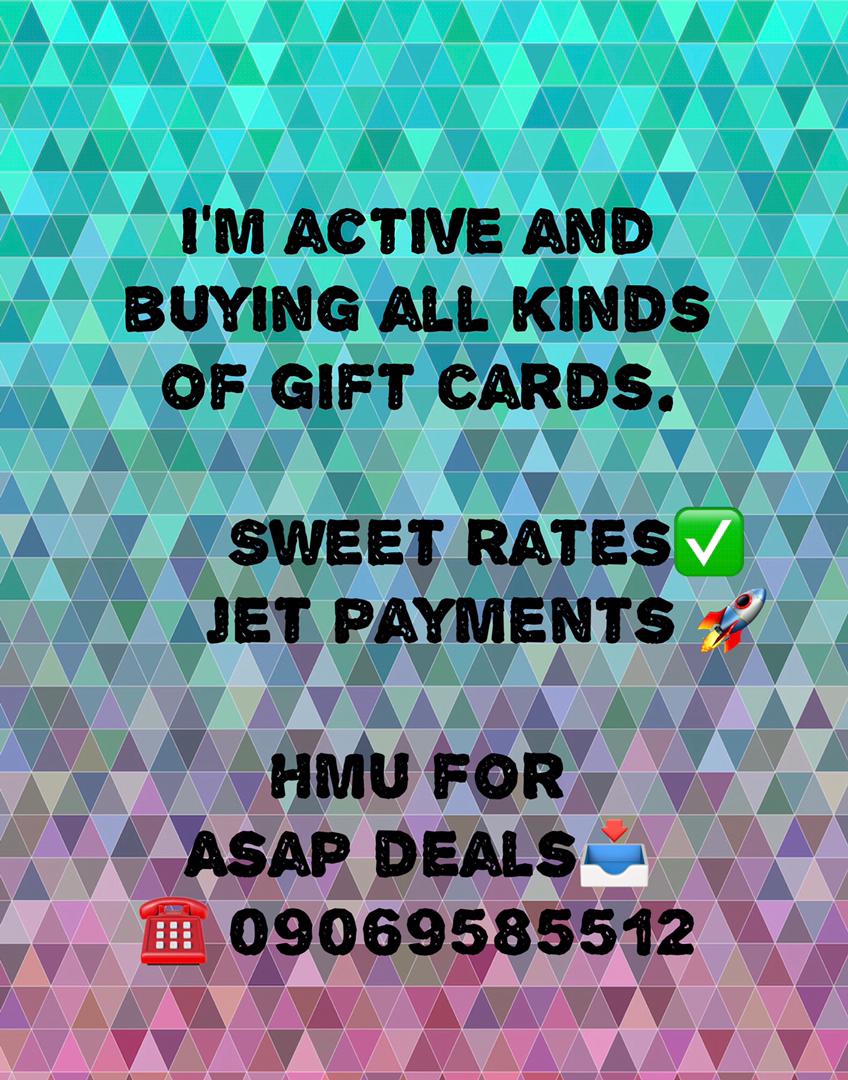 I'M ACTIVE AND
BUYING ALL KINDS
OF GIFT CARDS.
SWEET RATES✅
JET PAYMENTS 🚀
HMU FOR
ASAP DEALS📥
☎️09069585512